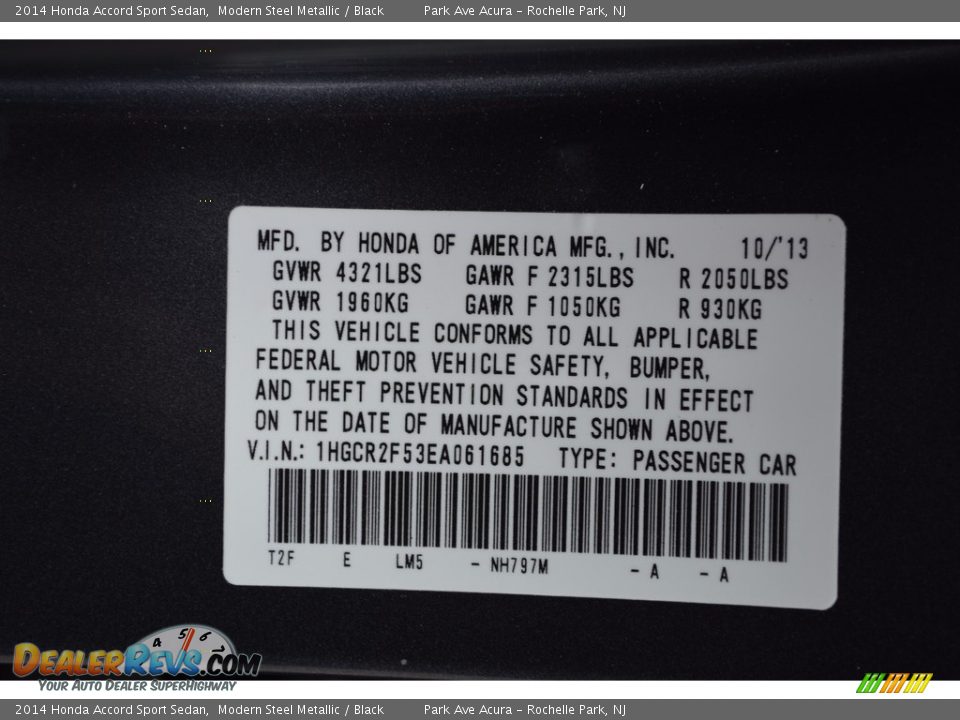 2014 Honda Accord Sport Sedan, Modern Steel Metallic / Black Park Ave Acura - Rochelle Park, NJ
MFD. BY HONDA OF AMERICA MFG., INC. 10/'13
GVWR 4321LBS GAWR F 2315LBS R 2050LBS
GVWR 1960KG GAWR F 1050KG R 930KG
THIS VEHICLE CONFORMS TO ALL APPLICABLE
FEDERAL MOTOR VEHICLE SAFETY, BUMPER,
AND THEFT PREVENTION STANDARDS IN EFFECT
ON THE DATE OF MANUFACTURE SHOWN ABOVE.
V.I.N.: 1HGCR2F53EA061685 TYPE: PASSENGER CAR
T2F E LM5 - NH797M - A - A
4 5 6
DEALERREVS.COM
YOUR AUTO DEALER SUPERHIGHWAY
2014 Honda Accord Sport Sedan, Modern Steel Metallic / Black Park Ave Acura - Rochelle Park, NJ